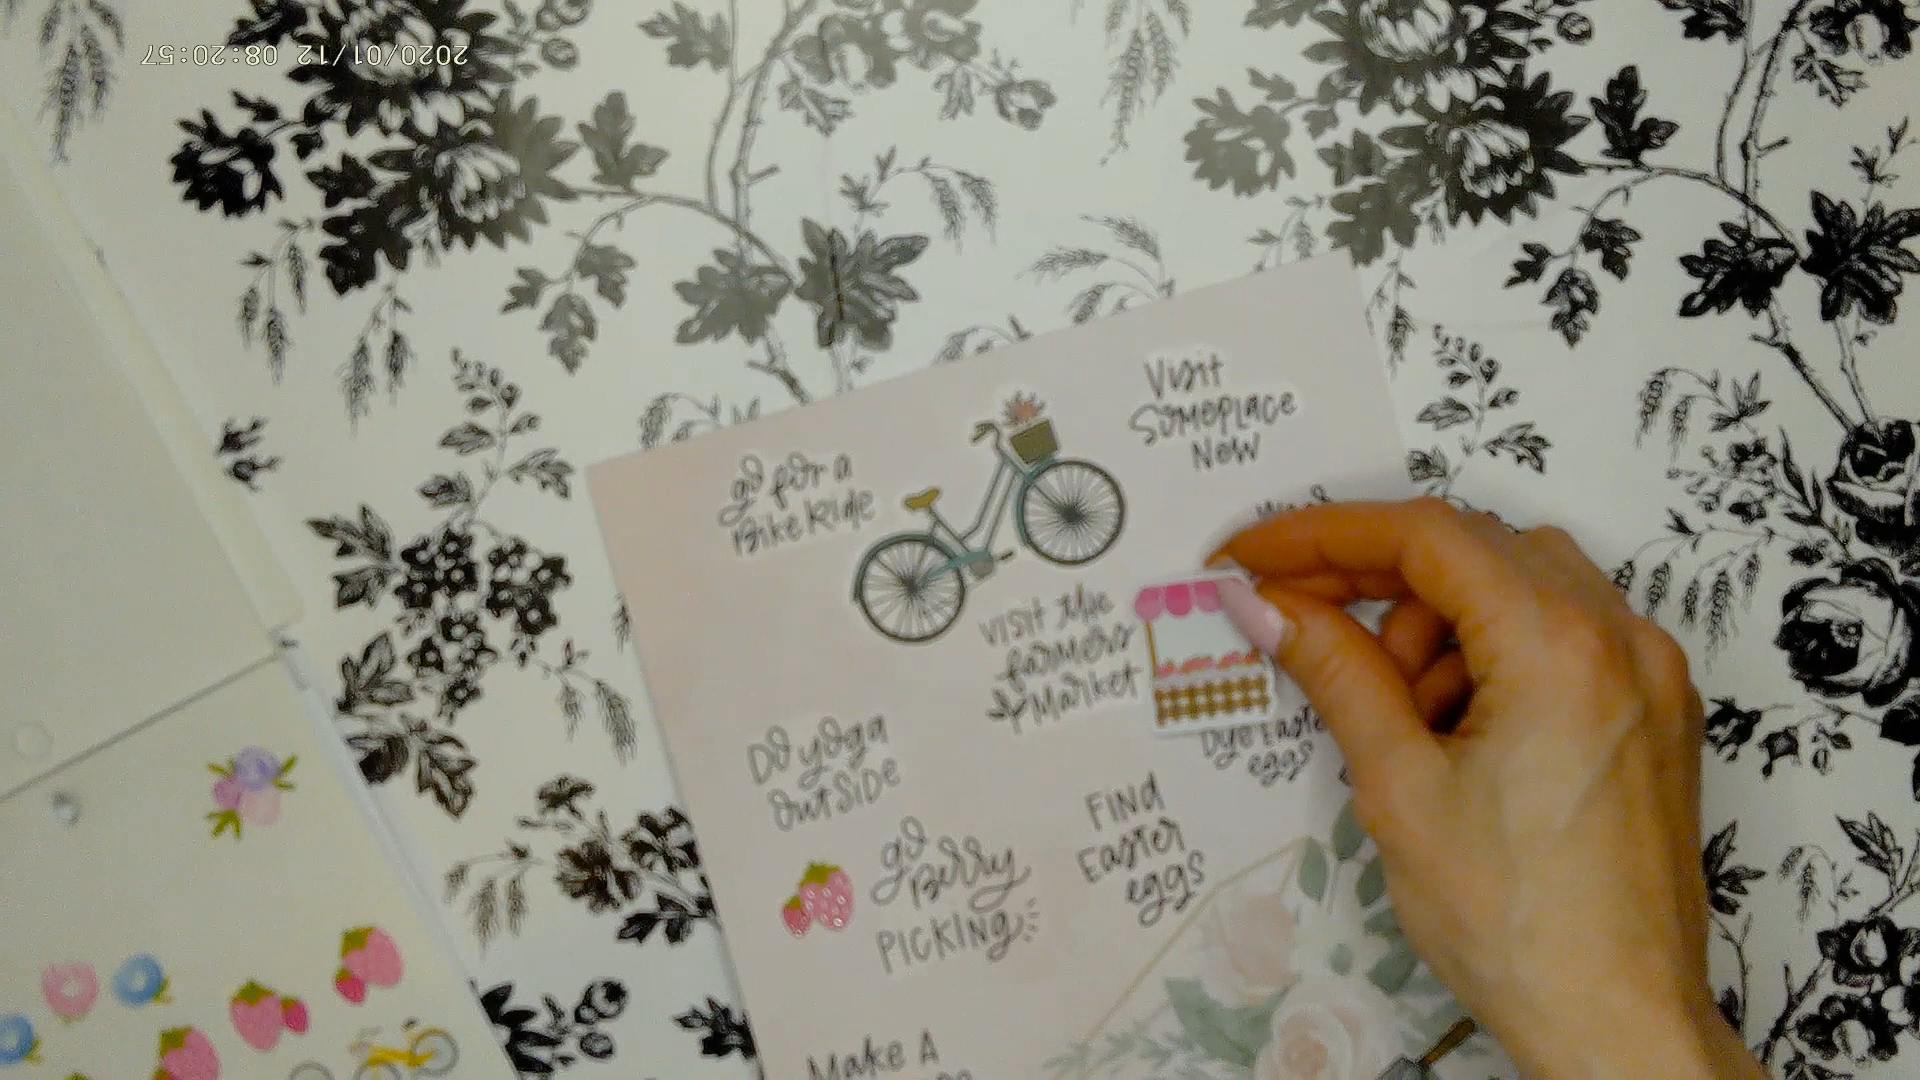 2020/01/12 08:20:57
go for a
Bike Ride
Visit
Someplace
New
Visit the
farmers
Market
Dye Easte
eggs
Do yoga
outside
go
Berry
Picking
Find
Easter
eggs
Make A